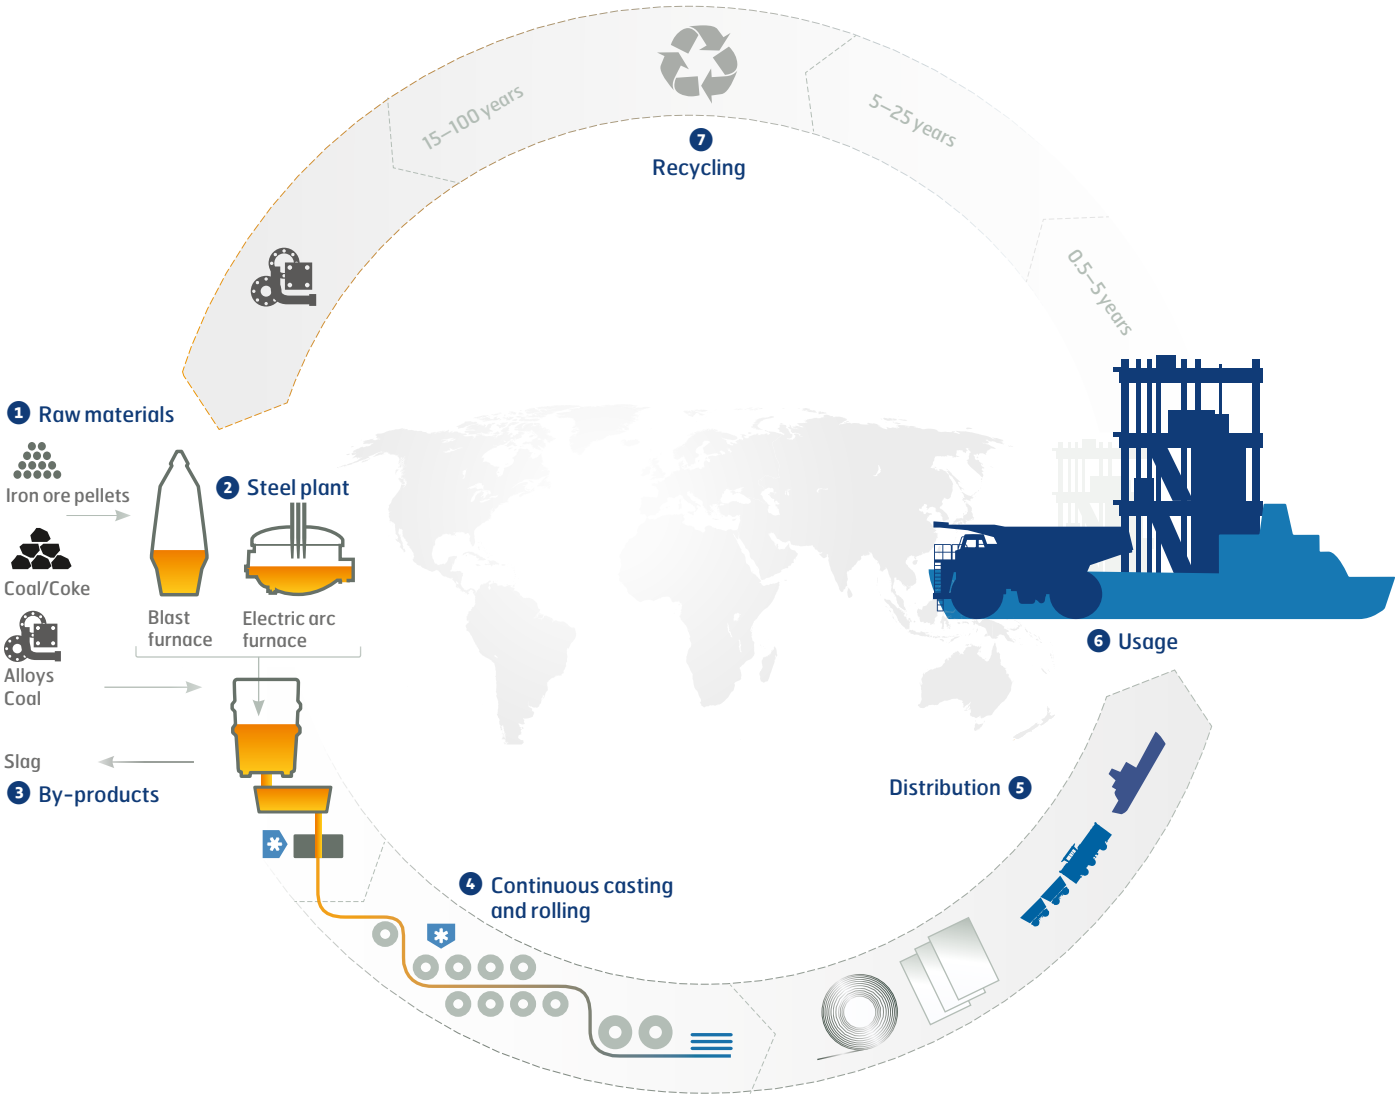 15–100 years
5–25 years
7
Recycling
0.5–5 years
1 Raw materials
Iron ore pellets
2 Steel plant
Coal/Coke
Blast
furnace
Electric arc
furnace
Alloys
Coal
6 Usage
Slag
3 By-products
Distribution 5
4 Continuous casting
and rolling